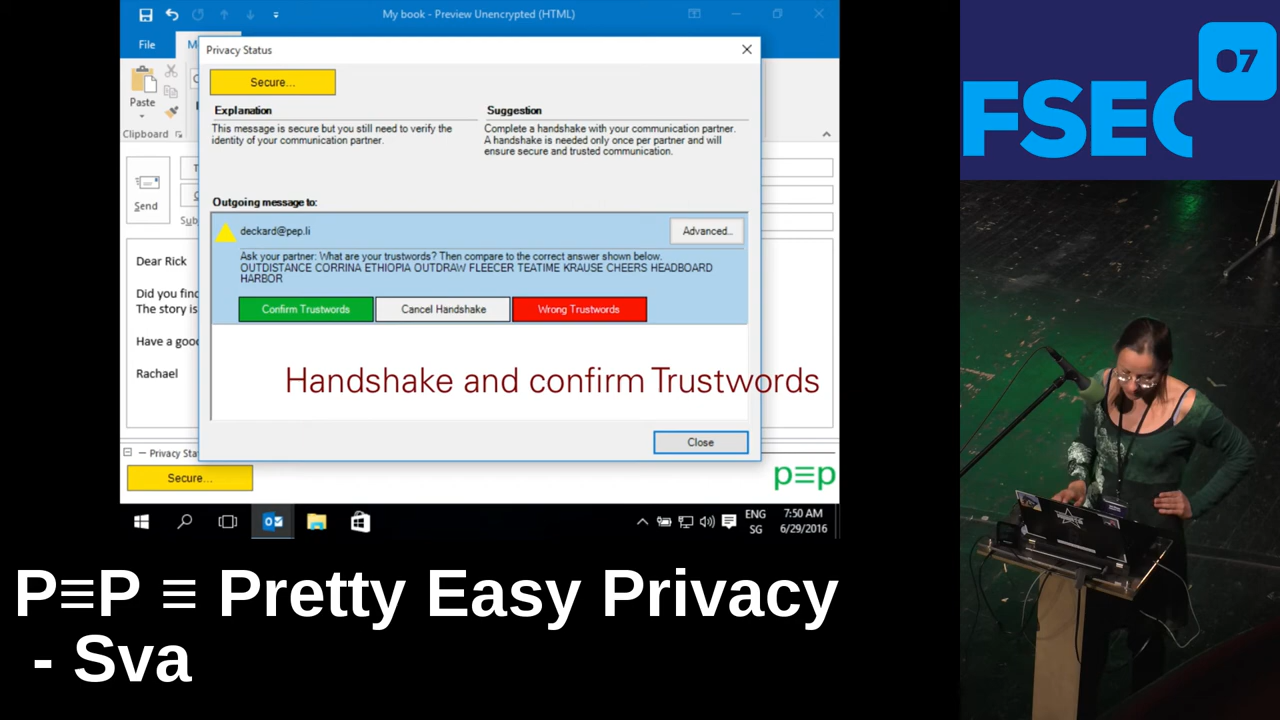 My book - Preview Unencrypted (HTML)
File
M
Privacy Status
Secure...
Paste
Clipboard
Explanation
This message is secure but you still need to verify the
identity of your communication partner.
Suggestion
Complete a handshake with your communication partner.
A handshake is needed only once per partner and will
ensure secure and trusted communication.
Send
Sub
Outgoing message to:
deckard@pep.li
Advanced...
Ask your partner: What are your trustwords? Then compare to the correct answer shown below.
OUTDISTANCE CORRINA ETHIOPIA OUTDRAW FLEECER TEATIME KRAUSE CHEERS HEADBOARD
HARBOR
Confirm Trustwords
Cancel Handshake
Wrong Trustwords
Dear Rick
Did you find
The story is
Have a good
Rachael
Handshake and confirm Trustwords
Close
Privacy Sta
Secure...
p≡p
ENG
SG
7:50 AM
6/29/2016
P≡P ≡ Pretty Easy Privacy
- Sva
FSEC
07